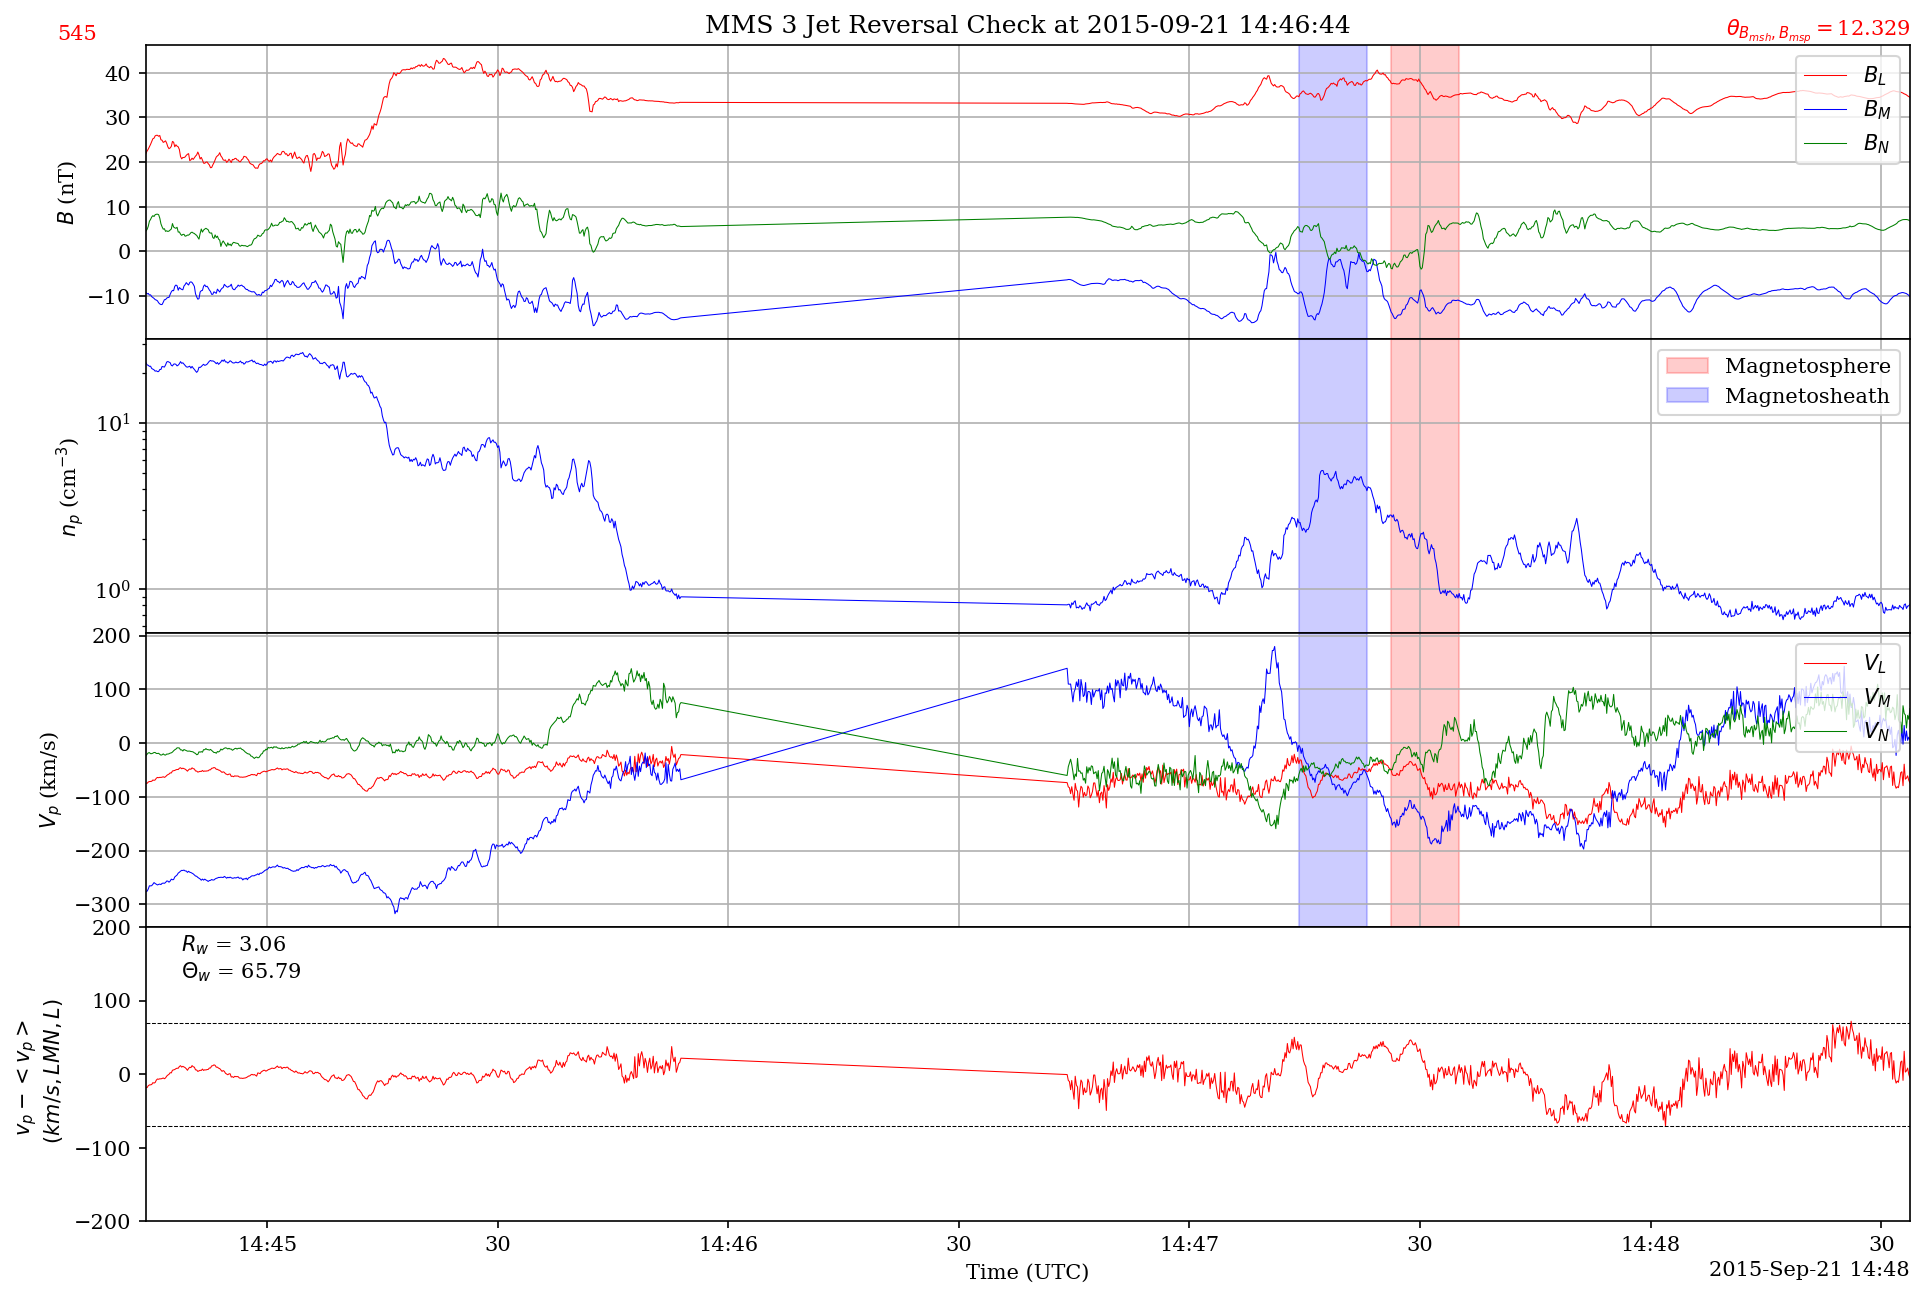 MMS 3 Jet Reversal Check at 2015-09-21 14:46:44
545
θ_{B_{msh}, B_{msp}} = 12.329
40
30
20
10
0
−10
B (nT)
B_L
B_M
B_N
10^1
10^0
n_p (cm^{−3})
Magnetosphere
Magnetosheath
200
100
0
−100
−200
−300
V_p (km/s)
V_L
V_M
V_N
200
100
0
−100
−200
v_p − < v_p >
(km/s, LMN, L)
R_w = 3.06
Θ_w = 65.79
14:45 30 14:46 30 14:47 30 14:48 30
Time (UTC)
2015-Sep-21 14:48